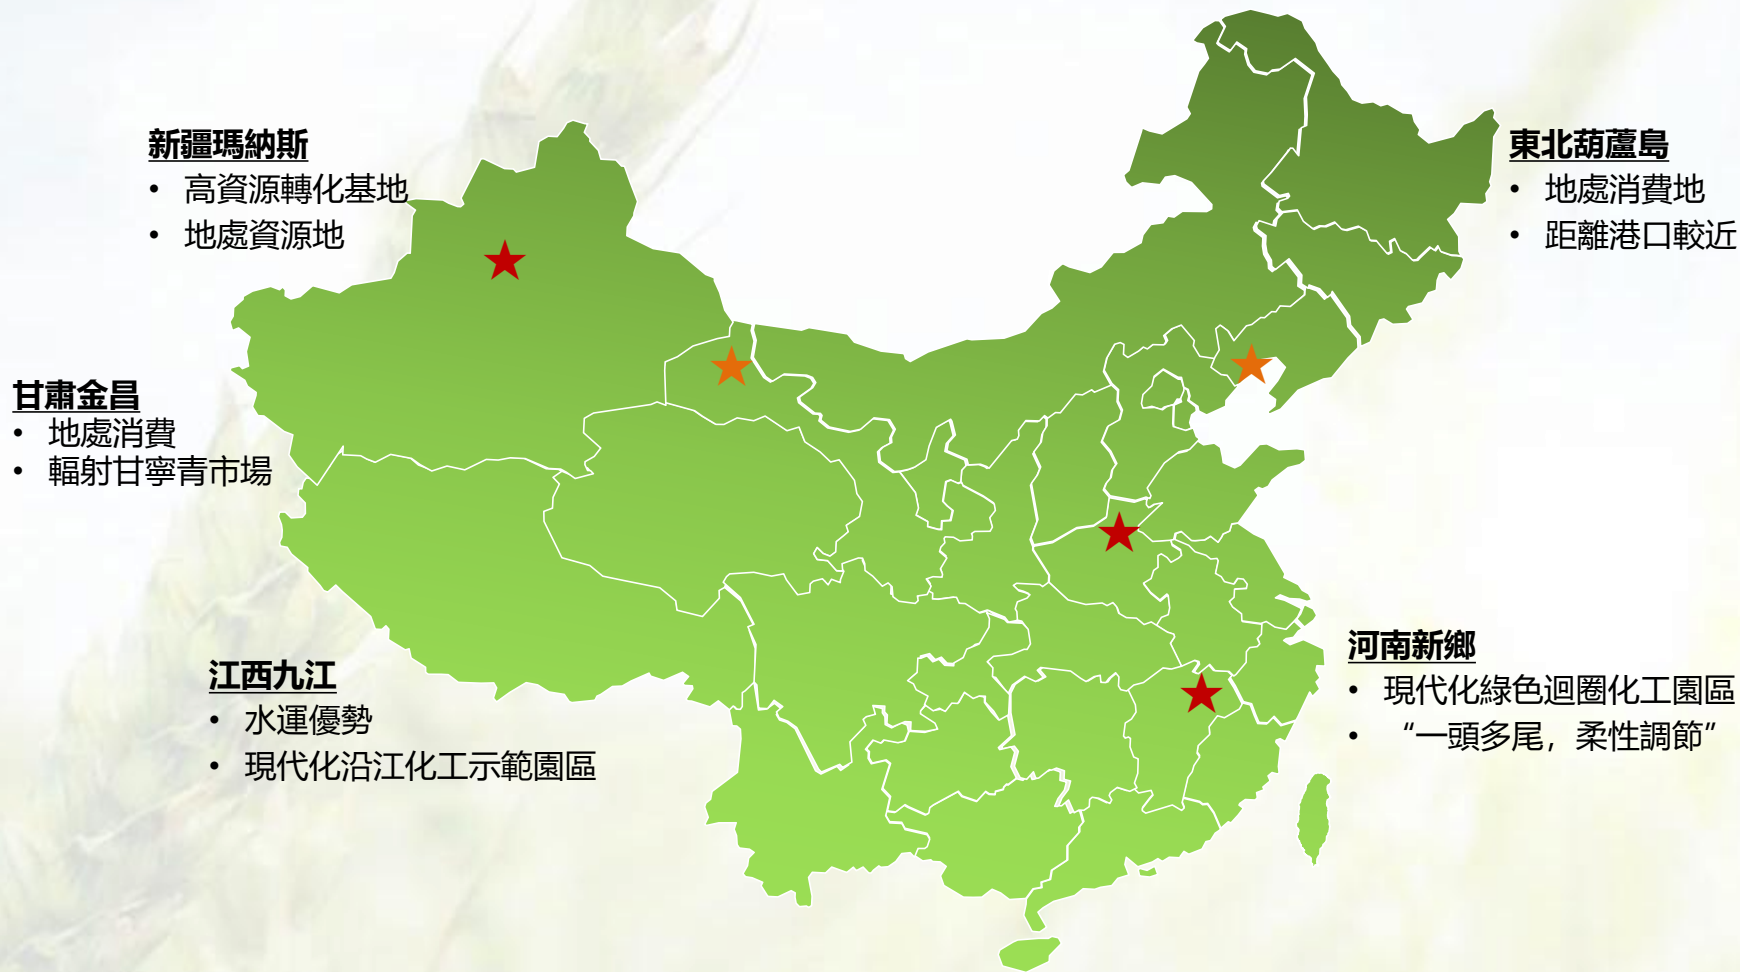 新疆瑪納斯
• 高資源轉化基地
• 地處資源地
東北葫蘆島
• 地處消費地
• 距離港口較近
甘肅金昌
• 地處消費
• 輻射甘寧青市場
江西九江
• 水運優勢
• 現代化沿江化工示範園區
河南新鄉
• 現代化綠色迴圈化工園區
• “一頭多尾，柔性調節”